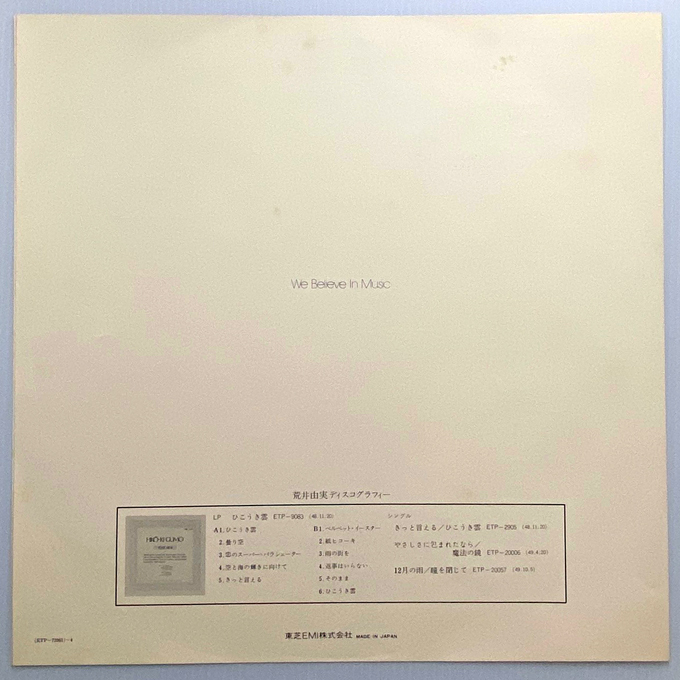 We Believe In Music
荒井由実ディスコグラフィー
LP ひこうき雲 ETP-9083 (48.11.20)
A1.ひこうき雲
2.曇り空
3.恋のスーパーパラシューター
4.空と海の輝きに向けて
5.きっと言える
B1.ベルベット・イースター
2.紙ヒコーキ
3.雨の街を
4.返事はいらない
5.そのまま
6.ひこうき雲
シングル
きっと言える/ひこうき雲 ETP-2905 (48.11.20)
やさしさに包まれたなら/
魔法の鏡 ETP-20006 (49.4.20)
12月の雨/瞳を閉じて ETP-20057 (49.10.5)
HIKŌ-KI GUMO
東芝EMI株式会社 MADE IN JAPAN